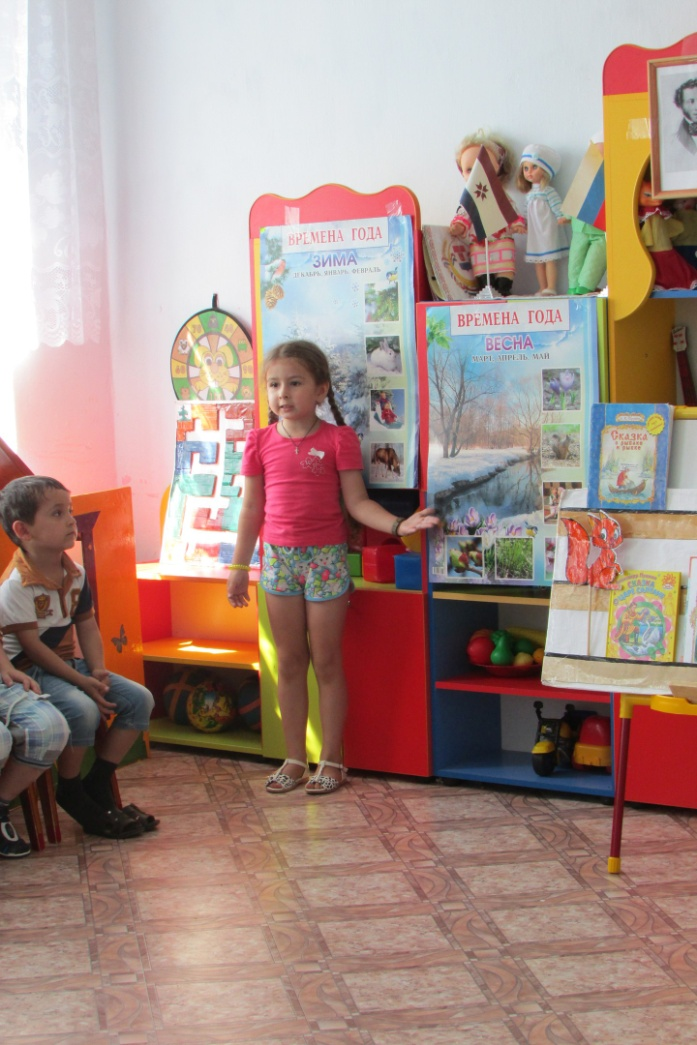 ВРЕМЕНА ГОДА
ЗИМА
ДЕКАБРЬ, ЯНВАРЬ, ФЕВРАЛЬ
ВРЕМЕНА ГОДА
ВЕСНА
МАРТ, АПРЕЛЬ, МАЙ
Сказка
о рыбаке
и рыбке